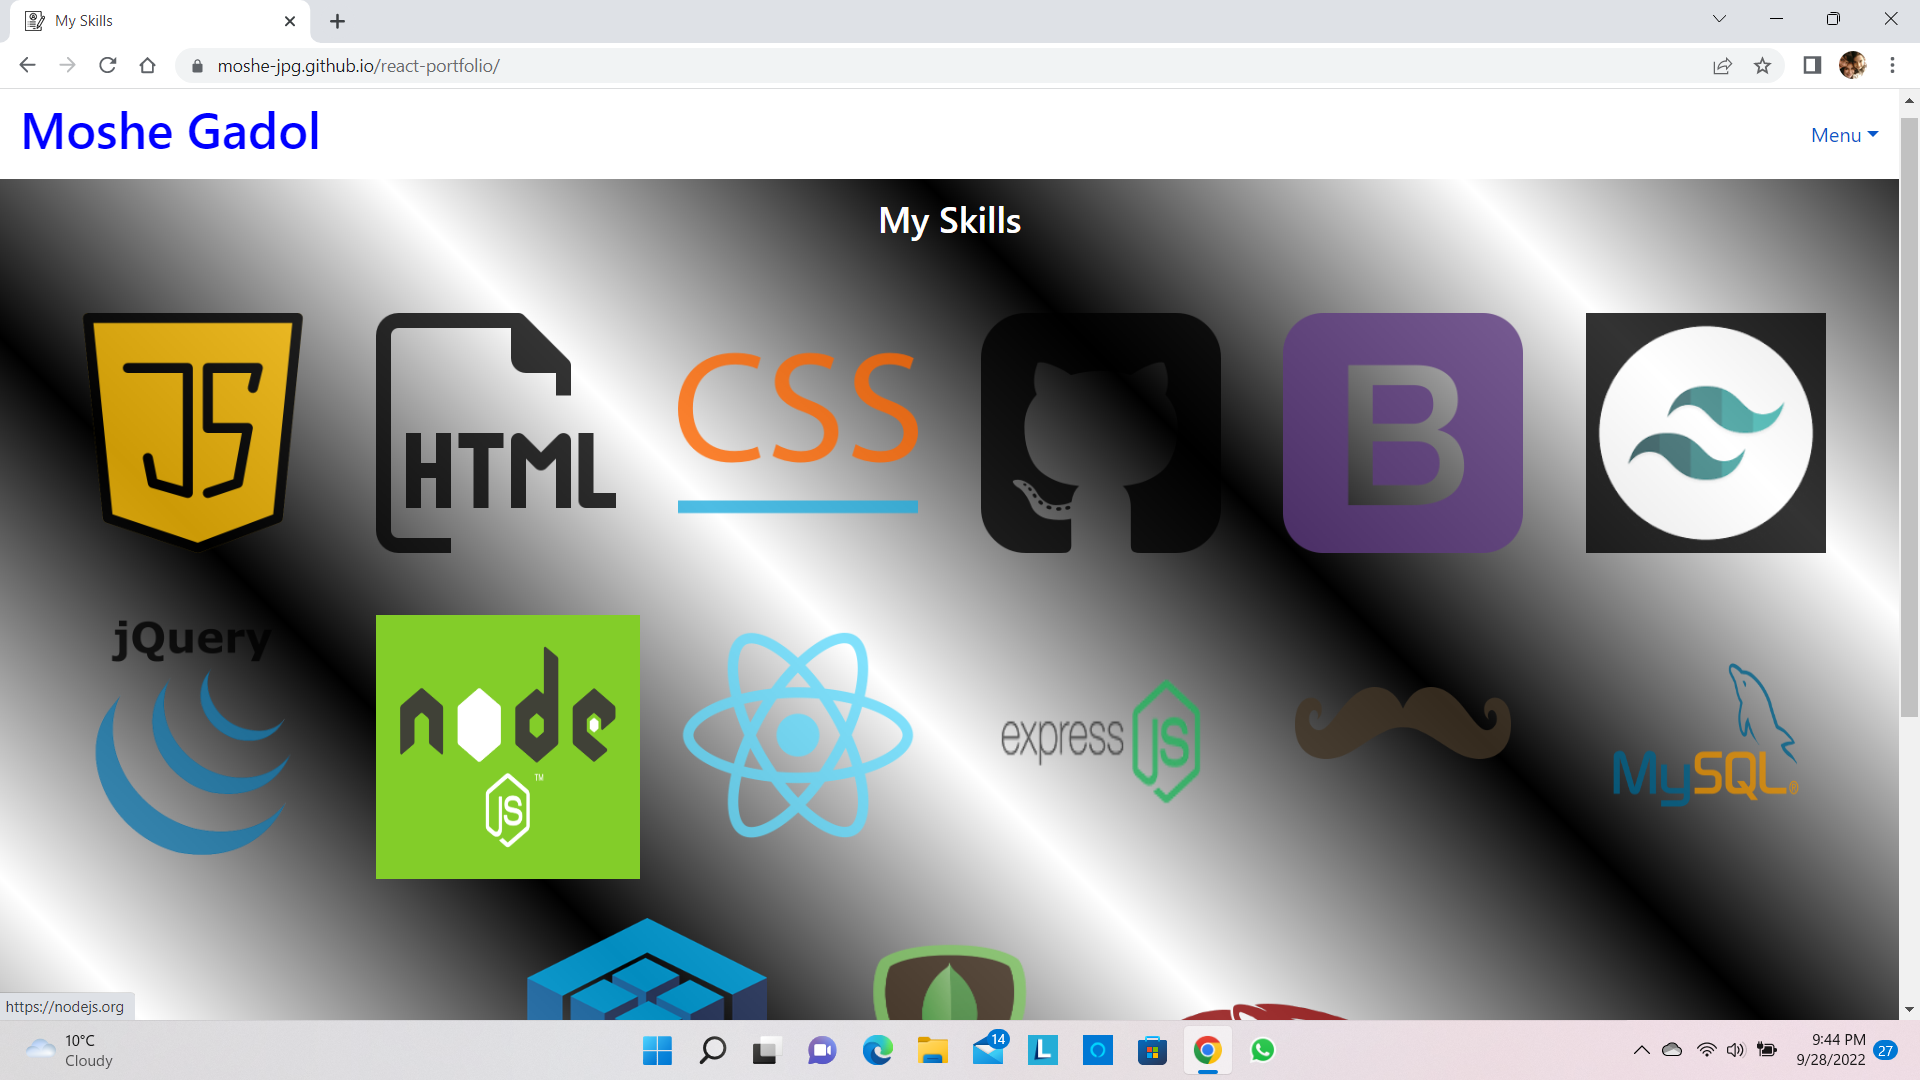 My Skills
moshe-jpg.github.io/react-portfolio/
Moshe Gadol
Menu
My Skills
JS
HTML
CSS
B
jQuery
node
JS
TM
express
JS
MySQL®
https://nodejs.org
10°C
Cloudy
14
L
9:44 PM
9/28/2022
27